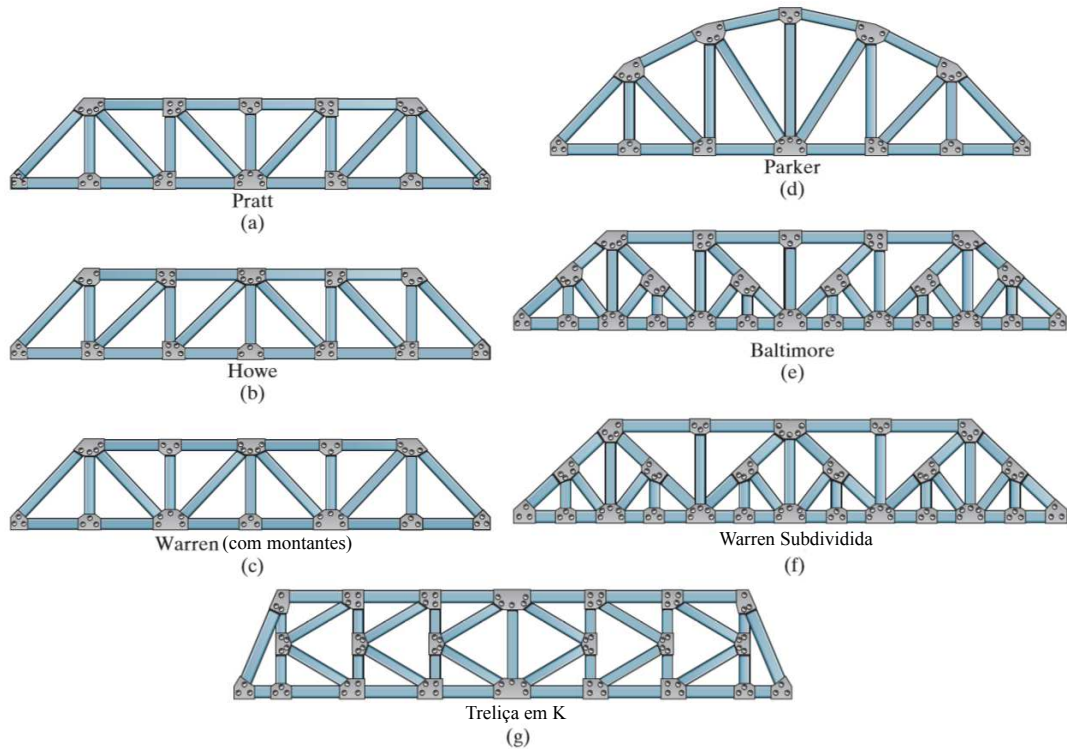 Pratt
(a)
Howe
(b)
Warren (com montantes)
(c)
Parker
(d)
Baltimore
(e)
Warren Subdividida
(f)
Treliça em K
(g)